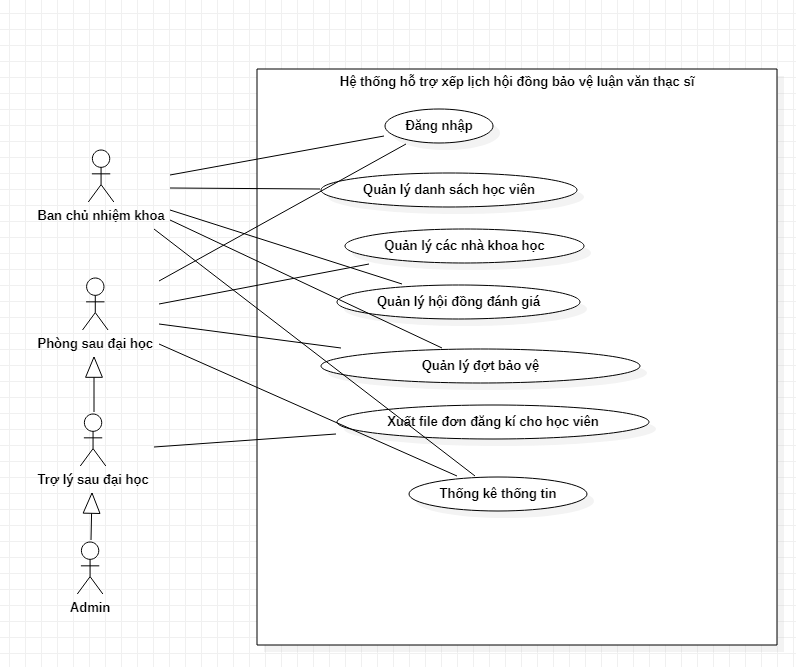 Hệ thống hỗ trợ xếp lịch hội đồng bảo vệ luận văn thạc sĩ
Đăng nhập
Quản lý danh sách học viên
Ban chủ nhiệm khoa
Quản lý các nhà khoa học
Quản lý hội đồng đánh giá
Phòng sau đại học
Quản lý đợt bảo vệ
Xuất file đơn đăng kí cho học viên
Trợ lý sau đại học
Thống kê thống tin
Admin